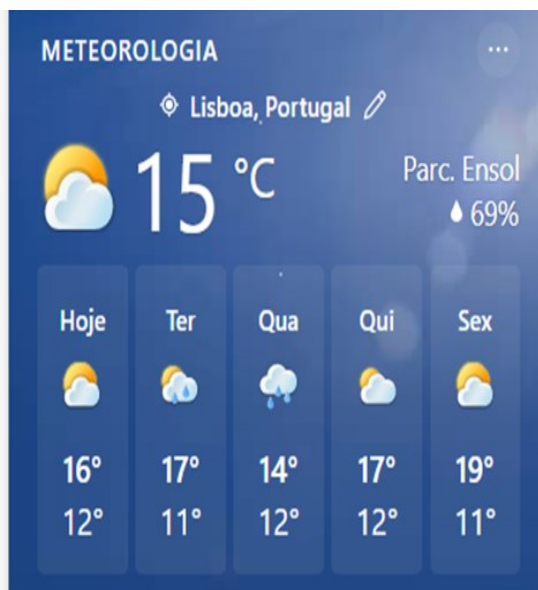 METEOROLOGIA ...
Lisboa, Portugal
15 °C
Parc. Ensol
69%
Hoje Ter Qua Qui Sex
16° 17° 14° 17° 19°
12° 11° 12° 12° 11°